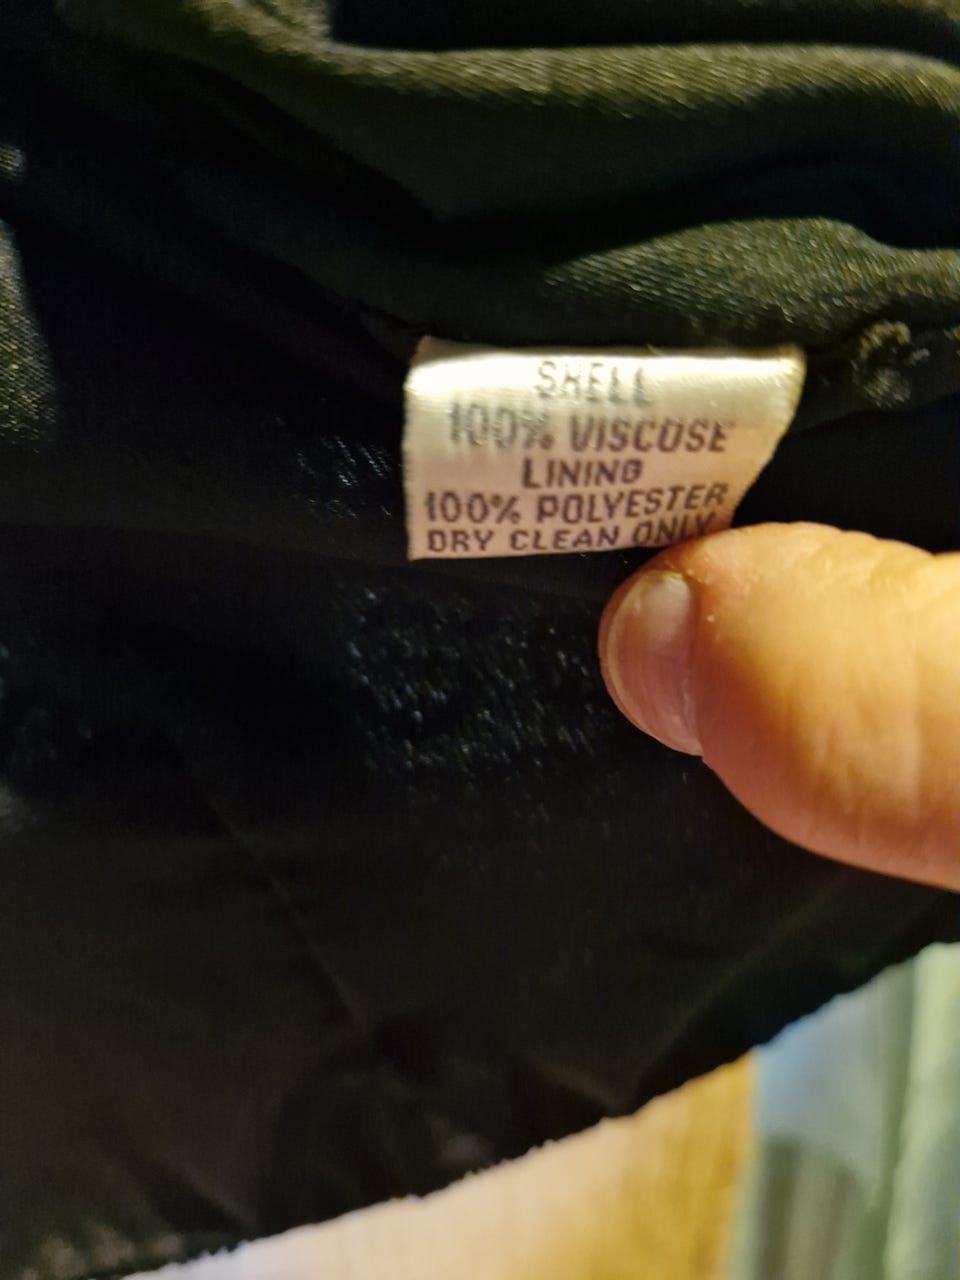 SHELL
100% VISCOSE
LINING
100% POLYESTER
DRY CLEAN ONLY